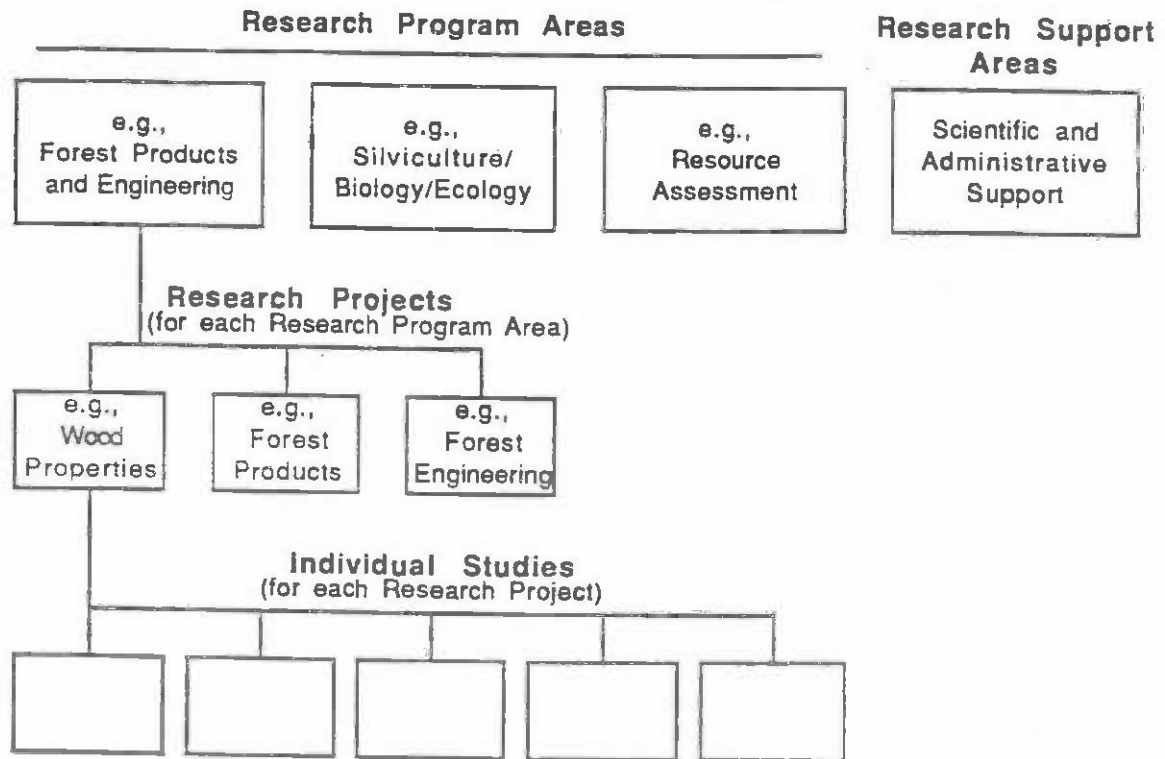 Research Program Areas
Research Support
Areas
e.g.,
Forest Products
and Engineering
e.g.,
Silviculture/
Biology/Ecology
e.g.,
Resource
Assessment
Scientific and
Administrative
Support
Research Projects
(for each Research Program Area)
e.g.,
Wood
Properties
e.g.,
Forest
Products
e.g.,
Forest
Engineering
Individual Studies
(for each Research Project)